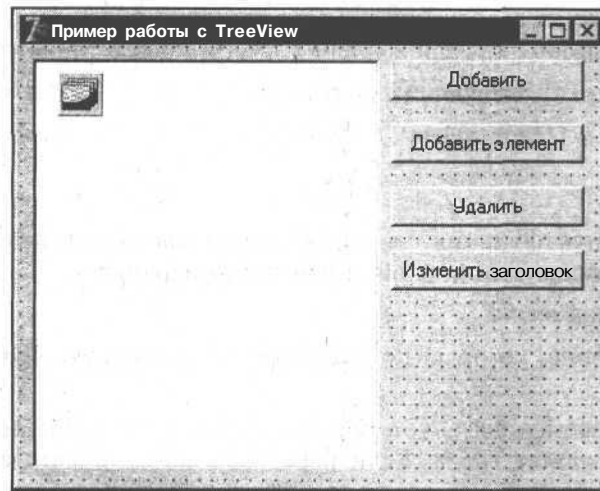 Пример работы с TreeView
Добавить
Добавить элемент
Удалить
Изменить заголовок